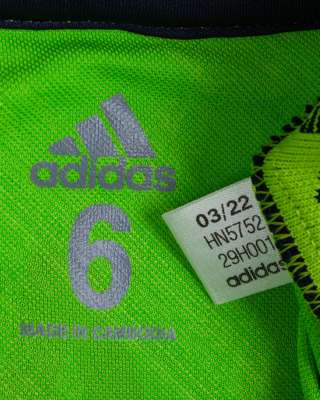 adidas
6
MADE IN CAMBODIA
03/22
HN5752
29H001
adidas